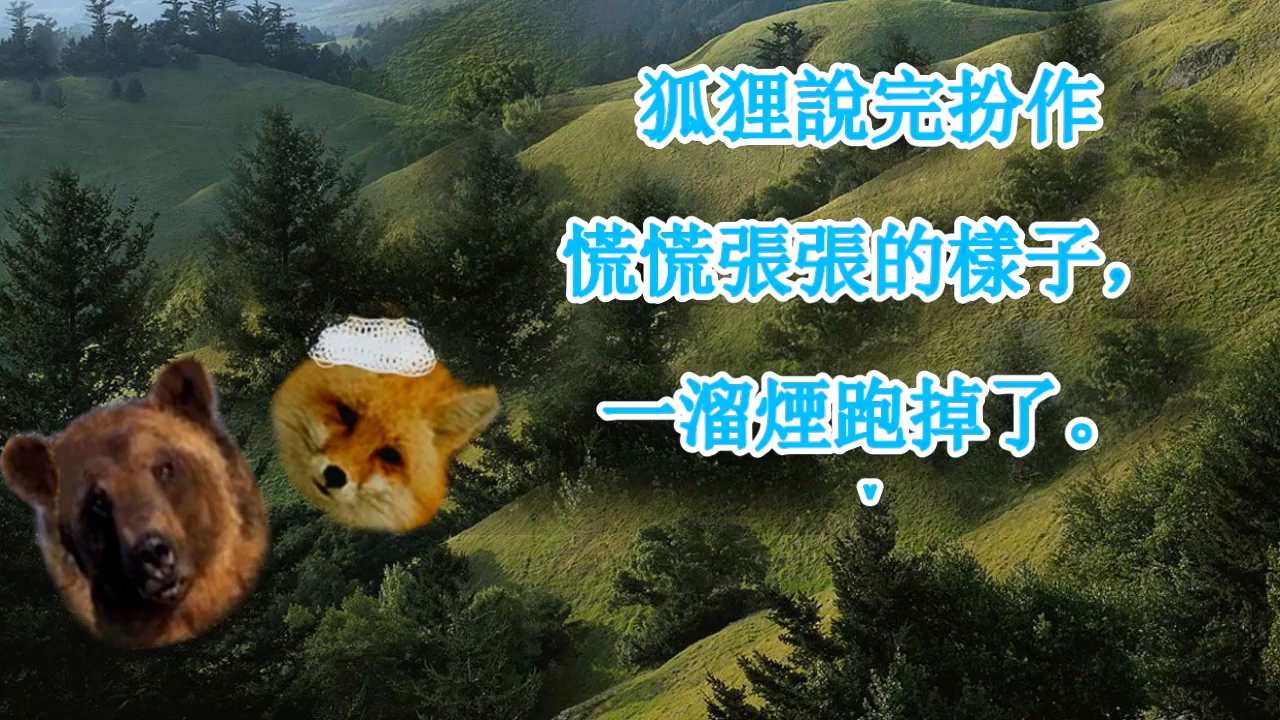 狐狸說完扮作
慌慌張張的樣子，
一溜煙跑掉了。